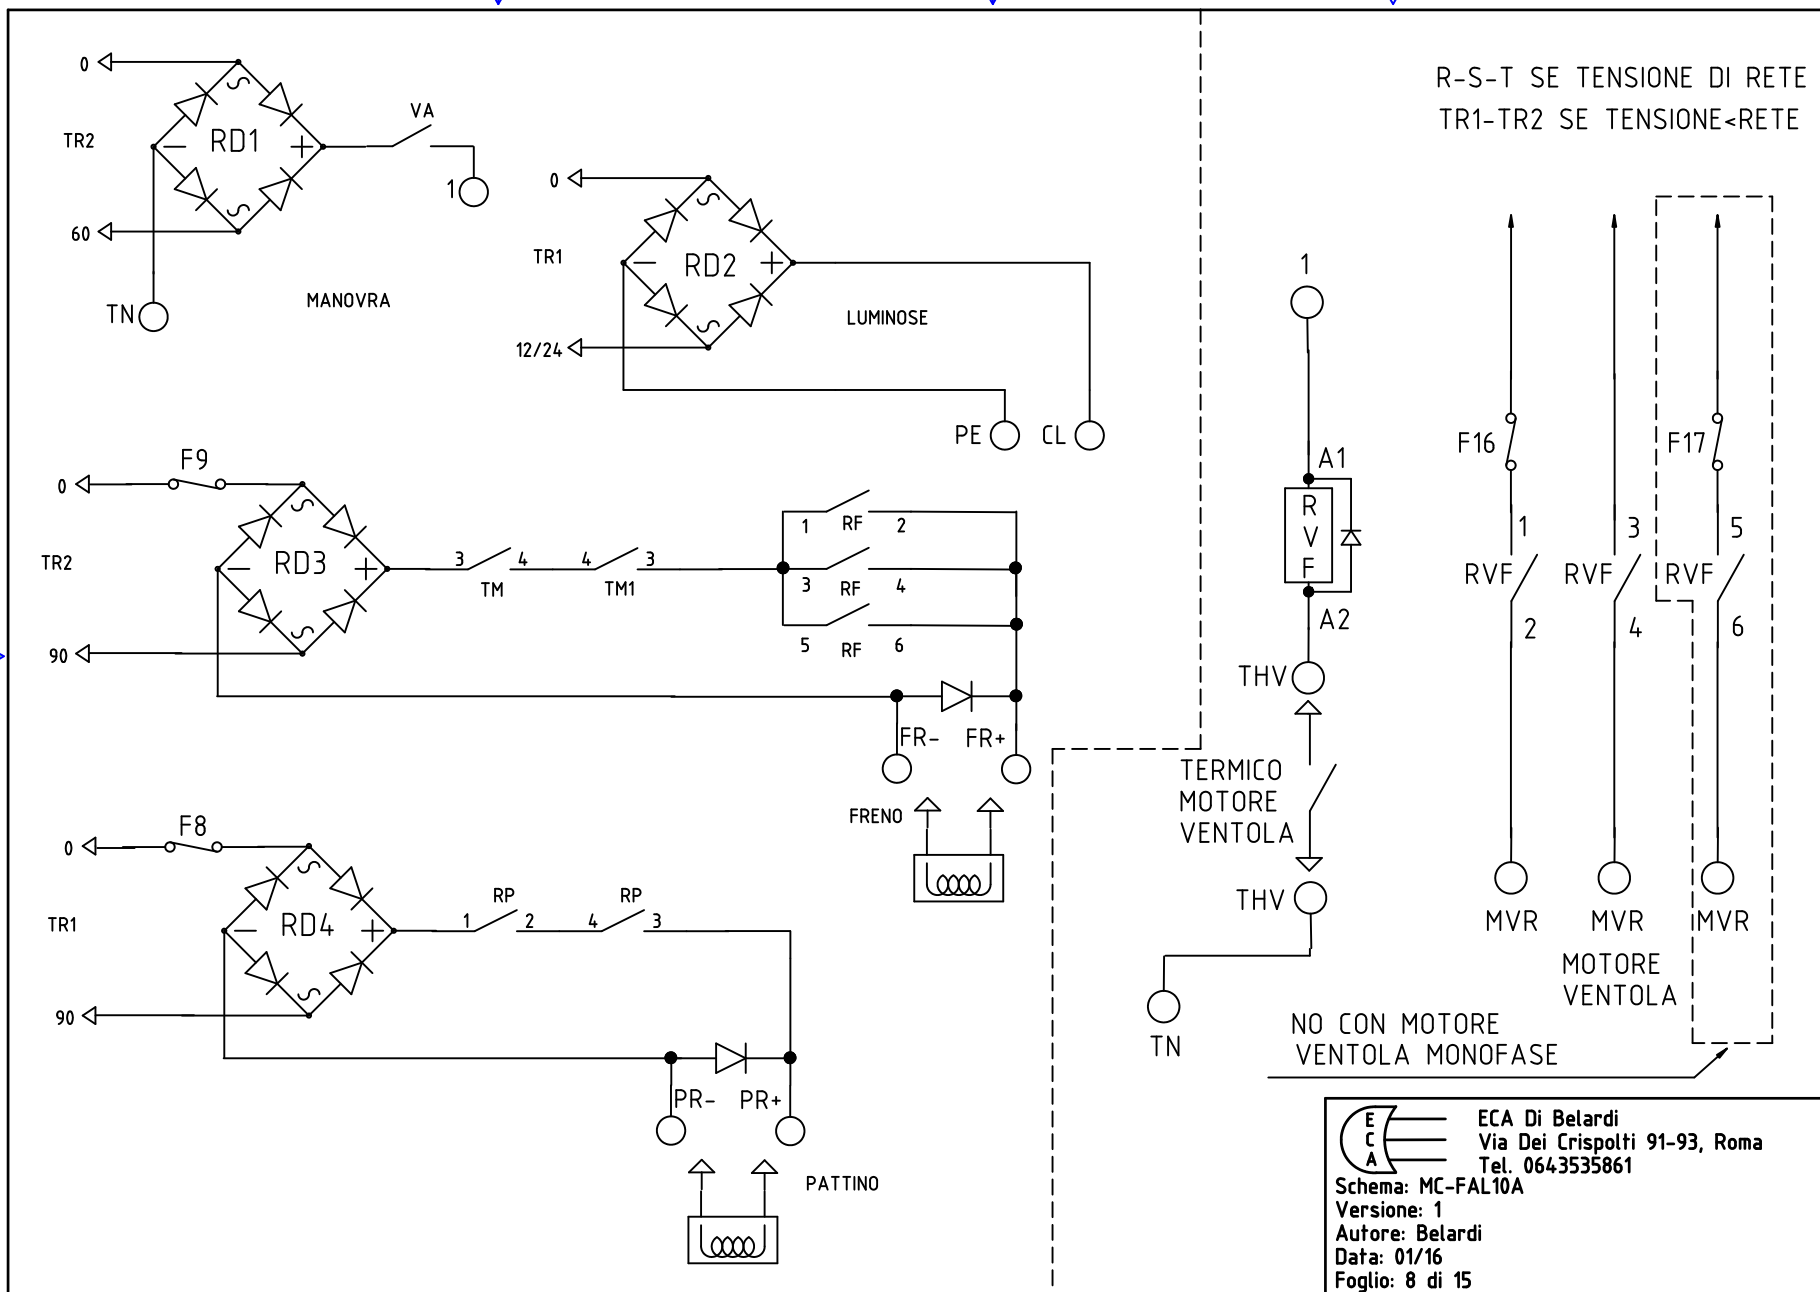 0
TR2
RD1
VA
1
60
TN
MANOVRA
0
TR1
RD2
LUMINOSE
12/24
PE
CL
F9
0
TR2
RD3
3
TM
4
4
TM1
3
1
RF
2
3
RF
4
5
RF
6
90
FR-
FR+
FRENO
F8
0
TR1
RD4
1
RP
2
4
RP
3
90
PR-
PR+
PATTINO
R-S-T SE TENSIONE DI RETE
TR1-TR2 SE TENSIONE<RETE
1
A1
R
V
F
A2
THV
TERMICO
MOTORE
VENTOLA
THV
TN
F16
F17
1
3
5
RVF
RVF
RVF
2
4
6
MVR
MVR
MVR
MOTORE
VENTOLA
NO CON MOTORE
VENTOLA MONOFASE
E
C
A
ECA Di Belardi
Via Dei Crispolti 91-93, Roma
Tel. 0643535861
Schema: MC-FAL10A
Versione: 1
Autore: Belardi
Data: 01/16
Foglio: 8 di 15